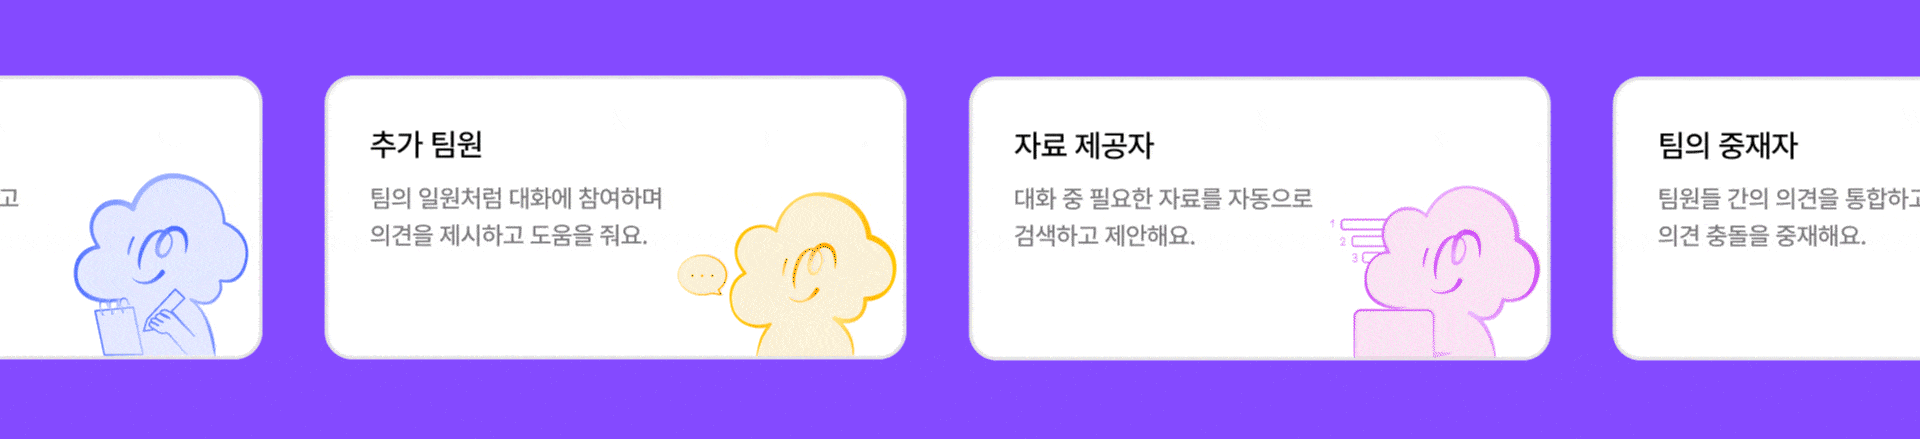 고
추가 팀원
팀의 일원처럼 대화에 참여하며
의견을 제시하고 도움을 줘요.
자료 제공자
대화 중 필요한 자료를 자동으로
검색하고 제안해요.
1
2
3
팀의 중재자
팀원들 간의 의견을 통합하고
의견 충돌을 중재해요.